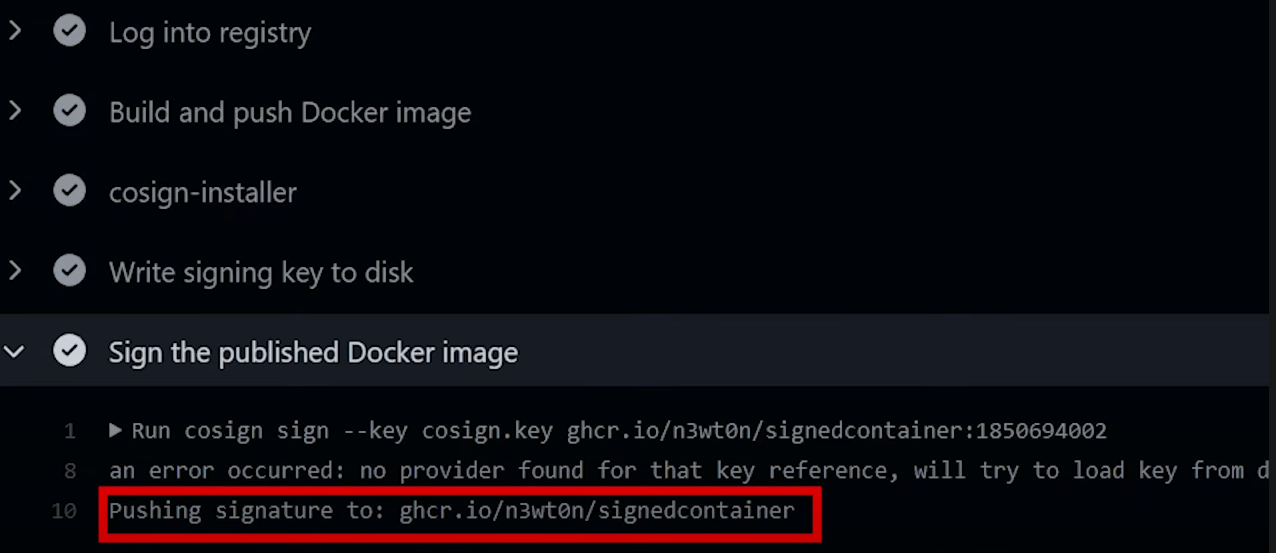 Log into registry
Build and push Docker image
cosign-installer
Write signing key to disk
Sign the published Docker image
1 Run cosign sign --key cosign.key ghcr.io/n3wt0n/signedcontainer:1850694002
8 an error occurred: no provider found for that key reference, will try to load key from
10 Pushing signature to: ghcr.io/n3wt0n/signedcontainer